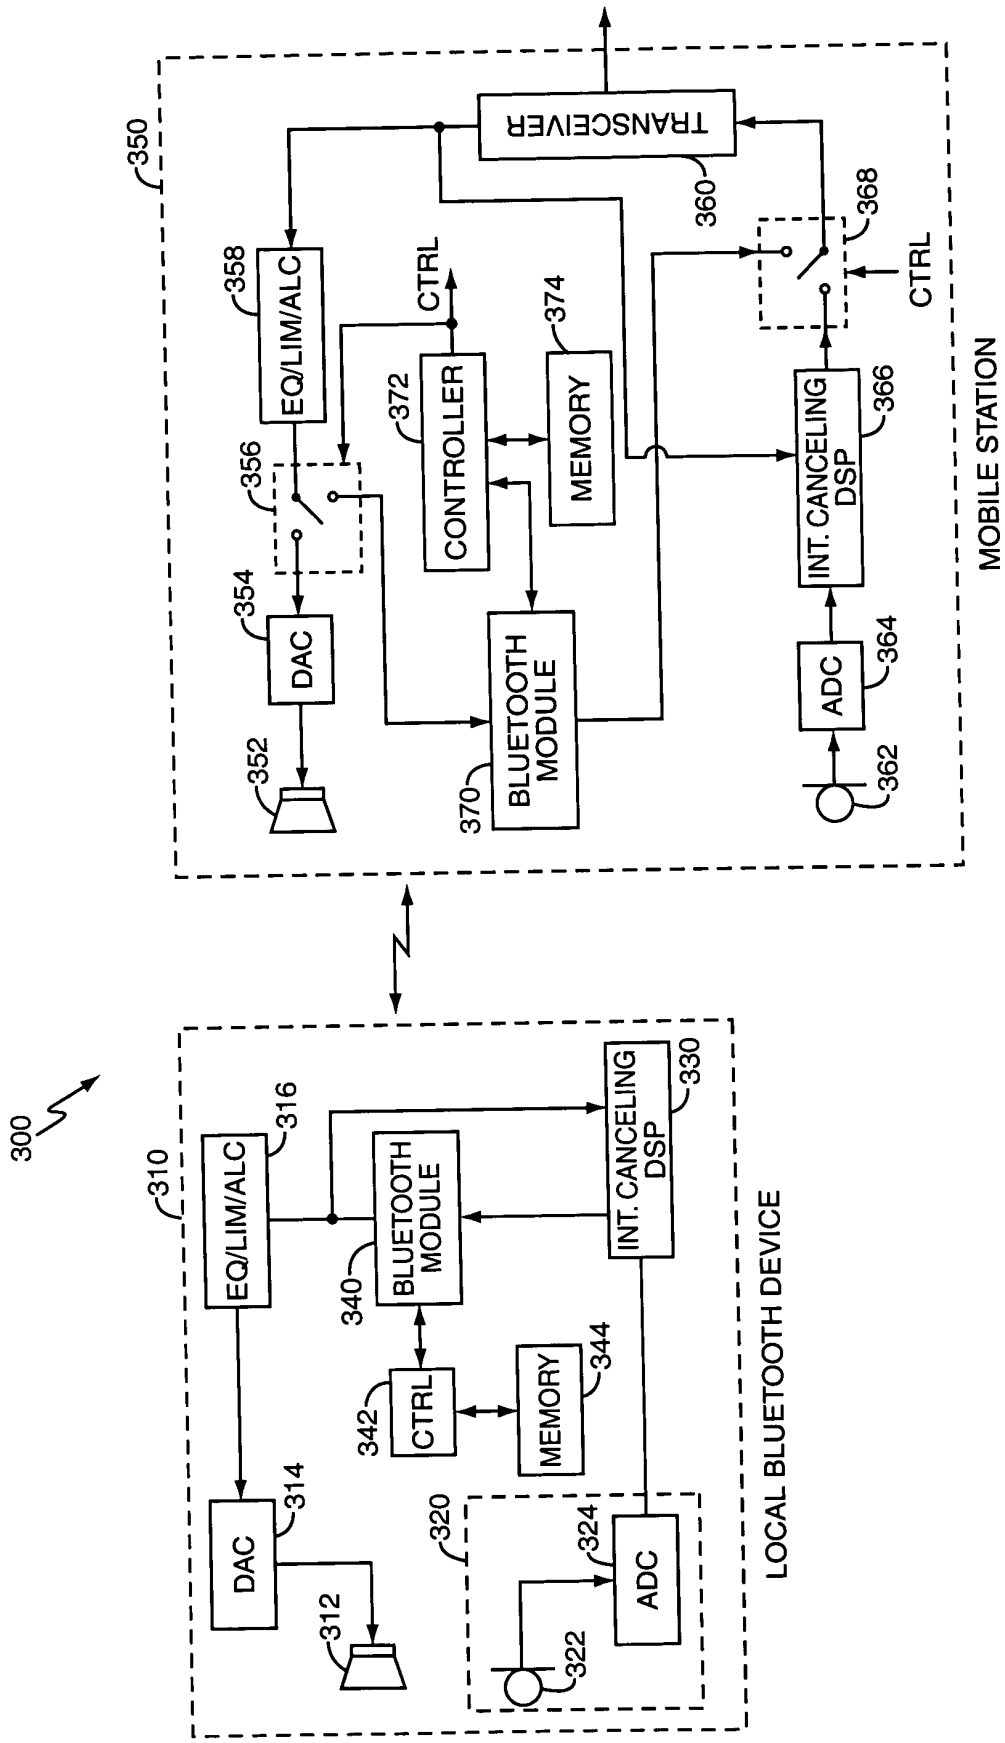 300
310
EQ/LIM/ALC
316
DAC
314
312
BLUETOOTH
MODULE
340
CTRL
342
MEMORY
344
INT. CANCELING
DSP
330
320
322
324
ADC
LOCAL BLUETOOTH DEVICE
350
352
DAC
354
356
EQ/LIM/ALC
358
CONTROLLER
372
CTRL
MEMORY
374
BLUETOOTH
MODULE
370
TRANSCEIVER
360
368
CTRL
INT. CANCELING
DSP
366
ADC
364
362
MOBILE STATION